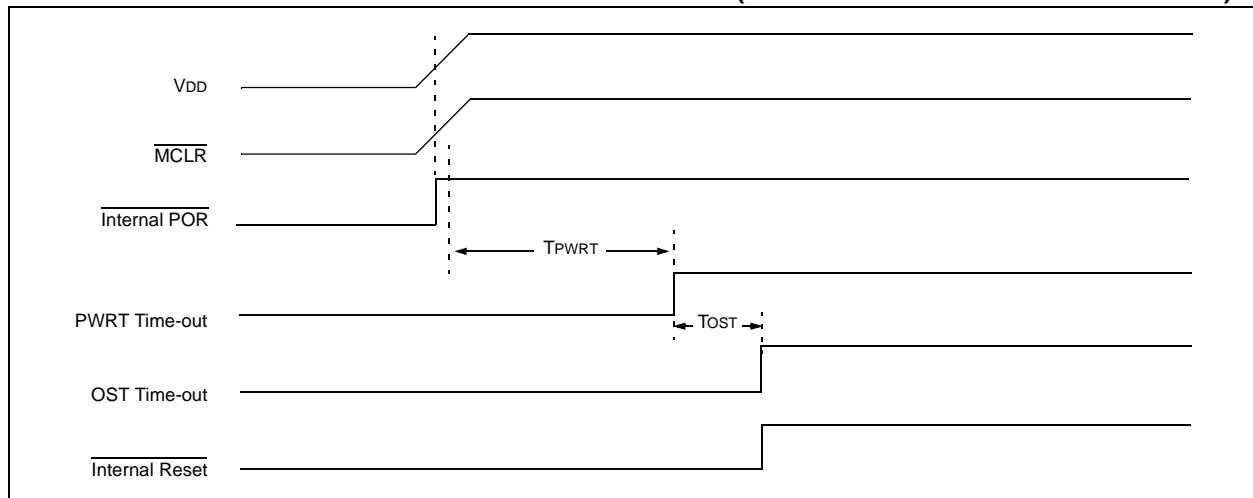 VDD
MCLR
Internal POR
TPWRT
PWRT Time-out
TOST
OST Time-out
Internal Reset